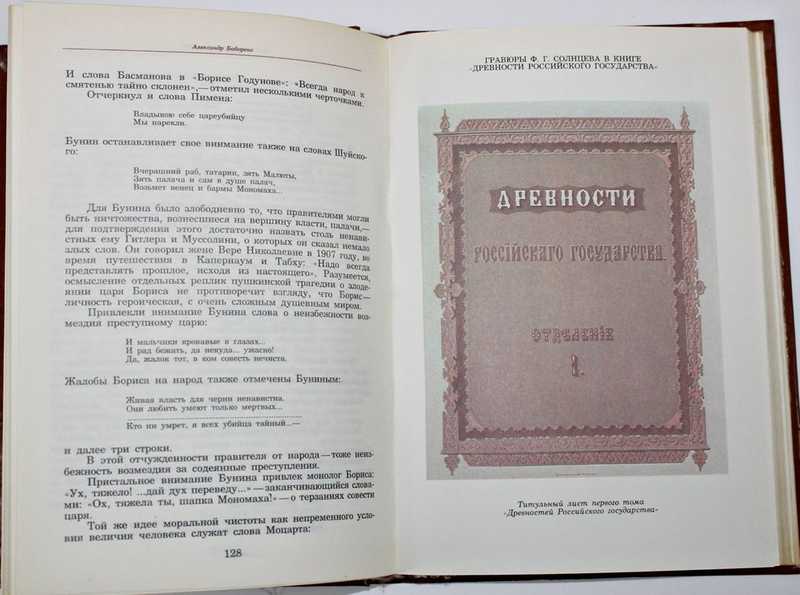 Александр Бабореко
И слова Басманова в «Борисе Годунове»: «Всегда народ к
смятенью тайно склонен»,— отметил несколькими черточками.
Отчеркнул и слова Пимена:
Владыкою себе цареубийцу
Мы нарекли.
Бунин останавливает свое внимание также на словах Шуйско-
го:
Вчерашний раб, татарин, зять Малюты,
Зять палача и сам в душе палач,
Возьмет венец и бармы Мономаха...
Для Бунина было злободневно то, что правителями могли
быть ничтожества, вознесшиеся на вершину власти, палачи,—
для подтверждения этого достаточно назвать столь ненавист-
ных ему Гитлера и Муссолини, о которых он сказал немало
злых слов. Он говорил жене Вере Николаевне в 1907 году, во
время путешествия в Капернаум и Табху: «Надо всегда
представлять прошлое, исходя из настоящего». Разумеется,
осмысление отдельных реплик пушкинской трагедии о злоде-
янии царя Бориса не противоречит взгляду, что Борис—
личность героическая, с очень сложным душевным миром.
Привлекли внимание Бунина слова о неизбежности воз-
мездия преступному царю:
И мальчики кровавые в глазах...
И рад бежать, да некуда... ужасно!
Да, жалок тот, в ком совесть нечиста.
Жалобы Бориса на народ также отмечены Буниным:
Живая власть для черни ненавистна.
Они любить умеют только мертвых...
Кто ни умрет, я всех убийца тайный...—
и далее три строки.
В этой отчужденности правителя от народа—тоже неиз-
бежность возмездия за содеянные преступления.
Пристальное внимание Бунина привлек монолог Бориса:
«Ух, тяжело! ...дай дух переведу...»—заканчивающийся слова-
ми: «Ох, тяжела ты, шапка Мономаха!»—о терзаниях совести
царя.
Той же идее моральной чистоты как непременного усло-
вия величия человека служат слова Моцарта:
128
ГРАВЮРЫ Ф. Г. СОЛНЦЕВА В КНИГЕ
«ДРЕВНОСТИ РОССИЙСКОГО ГОСУДАРСТВА»
ДРЕВНОСТИ
РОССІЙСКАГО ГОСУДАРСТВА.
ОТДѢЛЕНІЕ
I.
Титульный лист первого тома
«Древностей Российского государства»